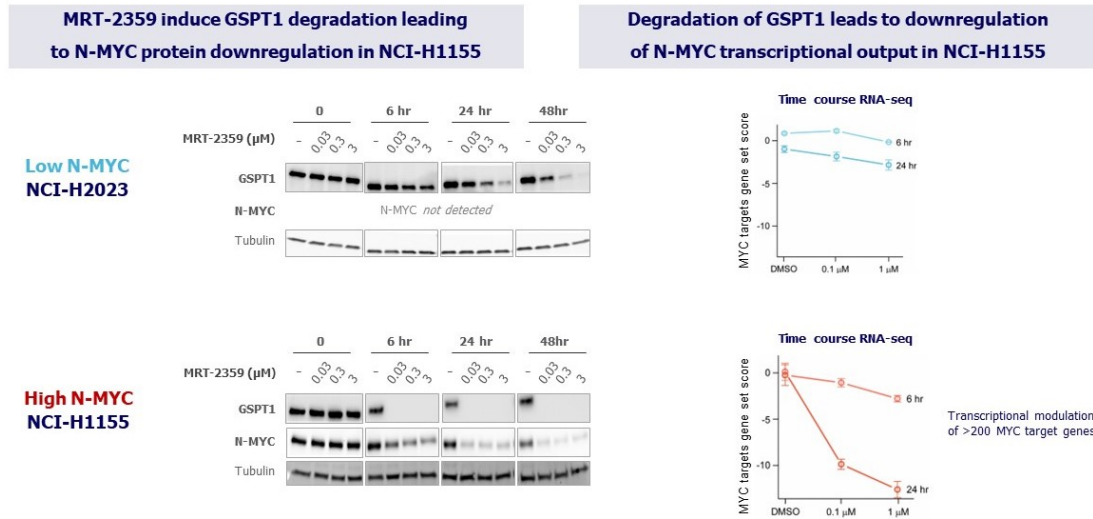 MRT-2359 induce GSPT1 degradation leading
to N-MYC protein downregulation in NCI-H1155
Degradation of GSPT1 leads to downregulation
of N-MYC transcriptional output in NCI-H1155
Low N-MYC
NCI-H2023
0 6 hr 24 hr 48hr
MRT-2359 (µM) - 0.03 0.3 3 - 0.03 0.3 3 - 0.03 0.3 3 - 0.03 0.3 3
GSPT1
N-MYC N-MYC not detected
Tubulin
Time course RNA-seq
MYC targets gene set score
0
-5
-10
6 hr
24 hr
DMSO 0.1 µM 1 µM
High N-MYC
NCI-H1155
0 6 hr 24 hr 48hr
MRT-2359 (µM) - 0.03 0.3 3 - 0.03 0.3 3 - 0.03 0.3 3 - 0.03 0.3 3
GSPT1
N-MYC
Tubulin
Time course RNA-seq
MYC targets gene set score
0
-5
-10
6 hr
24 hr
DMSO 0.1 µM 1 µM
Transcriptional modulation
of >200 MYC target genes